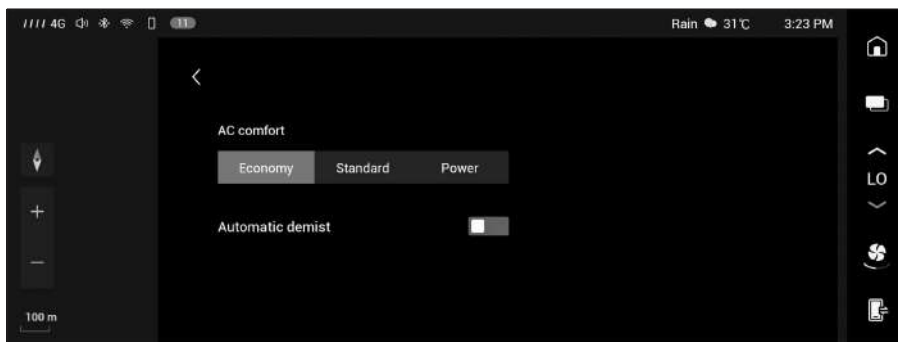 4G 11 Rain 31℃ 3:23 PM
AC comfort
Economy Standard Power
LO
Automatic demist
100 m